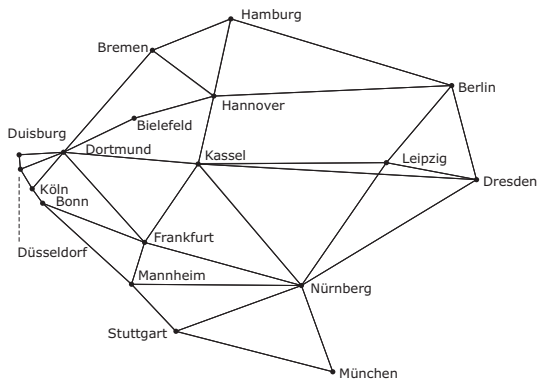 Hamburg
Bremen
Berlin
Hannover
Bielefeld
Duisburg
Dortmund
Kassel
Leipzig
Dresden
Köln
Bonn
Frankfurt
Düsseldorf
Mannheim
Nürnberg
Stuttgart
München